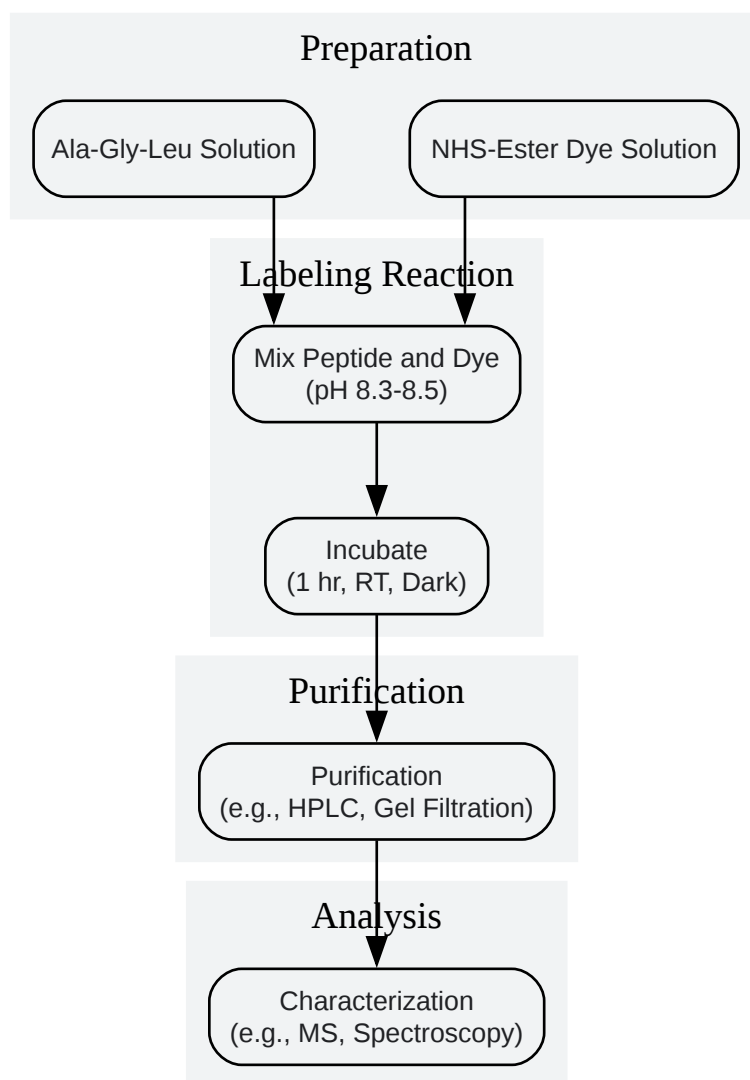 Preparation
Ala-Gly-Leu Solution
NHS-Ester Dye Solution
Labeling Reaction
Mix Peptide and Dye
(pH 8.3-8.5)
Incubate
(1 hr, RT, Dark)
Purification
Purification
(e.g., HPLC, Gel Filtration)
Analysis
Characterization
(e.g., MS, Spectroscopy)